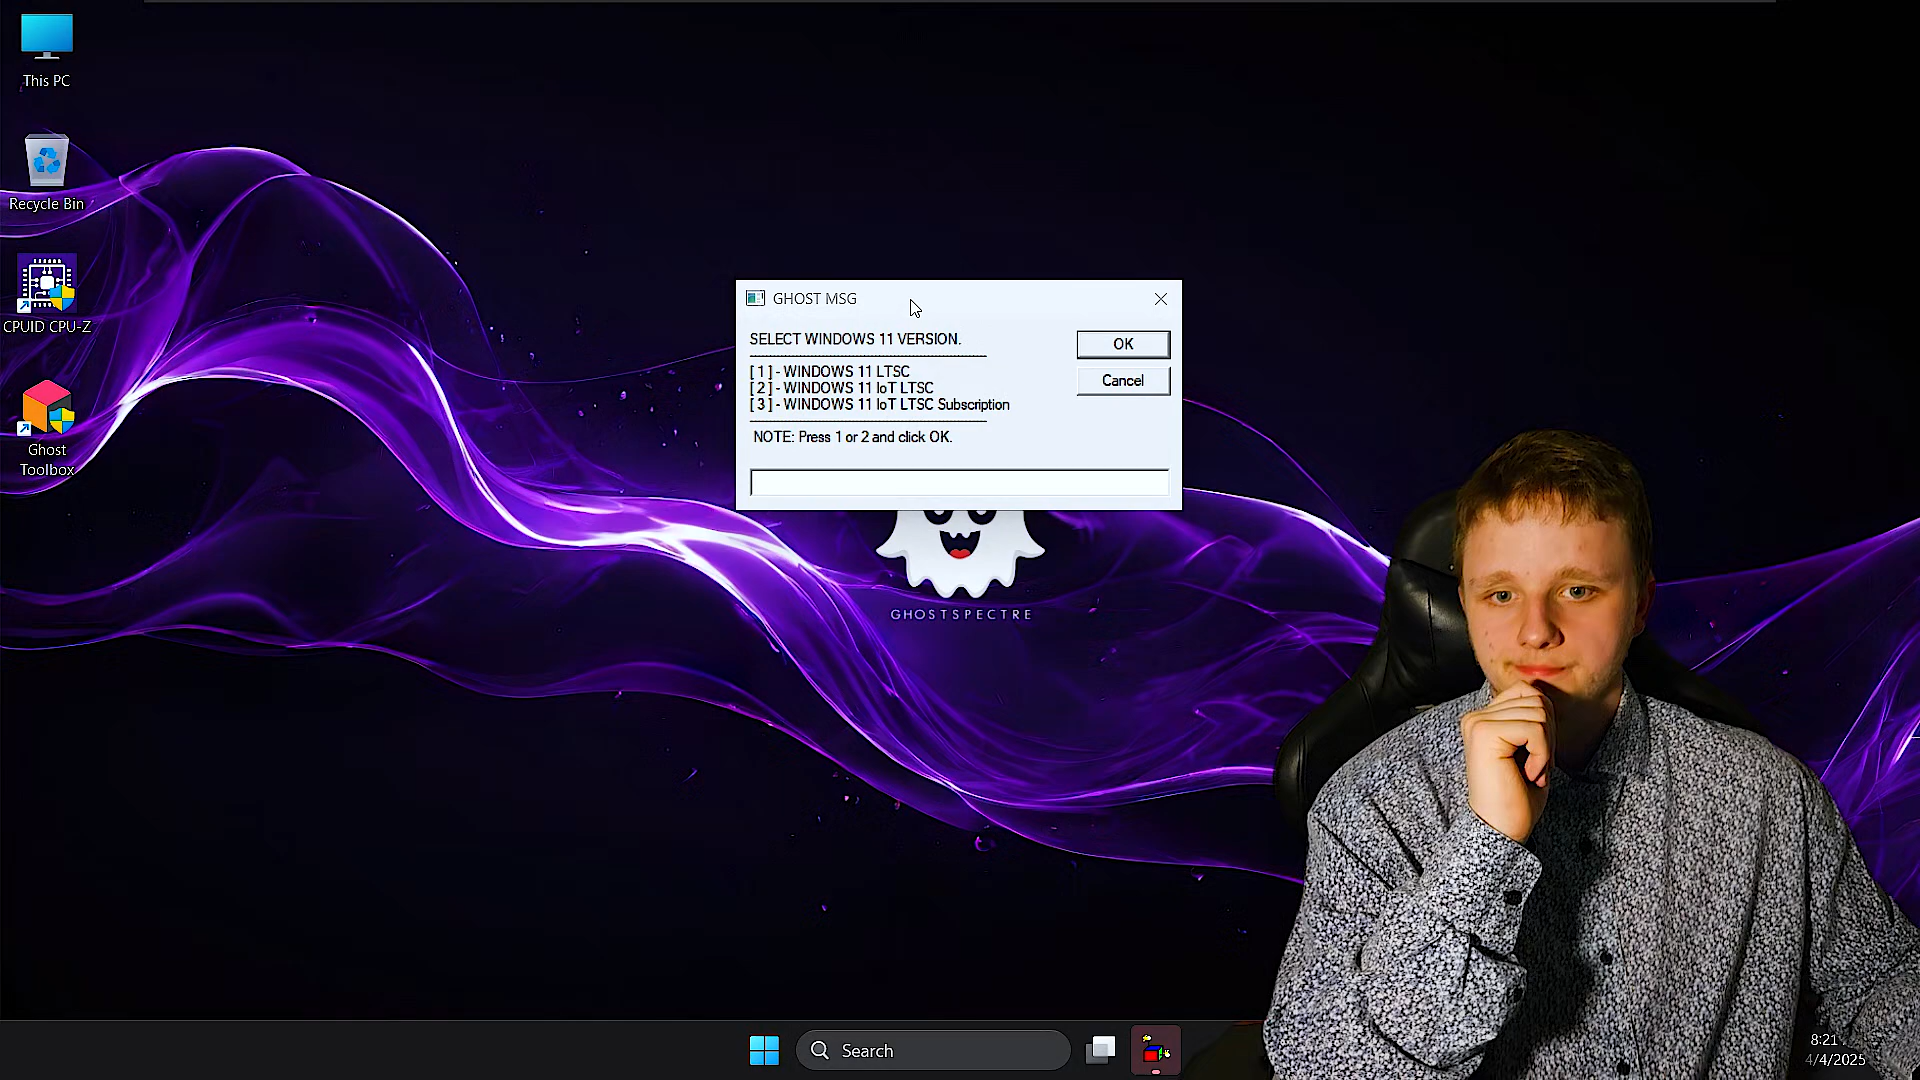 This PC
Recycle Bin
CPUID CPU-Z
Ghost
Toolbox
GHOST MSG
SELECT WINDOWS 11 VERSION.
[ 1 ] - WINDOWS 11 LTSC
[ 2 ] - WINDOWS 11 IoT LTSC
[ 3 ] - WINDOWS 11 IoT LTSC Subscription
NOTE: Press 1 or 2 and click OK.
OK
Cancel
GHOSTSPECTRE
Search
8:21
4/4/2025